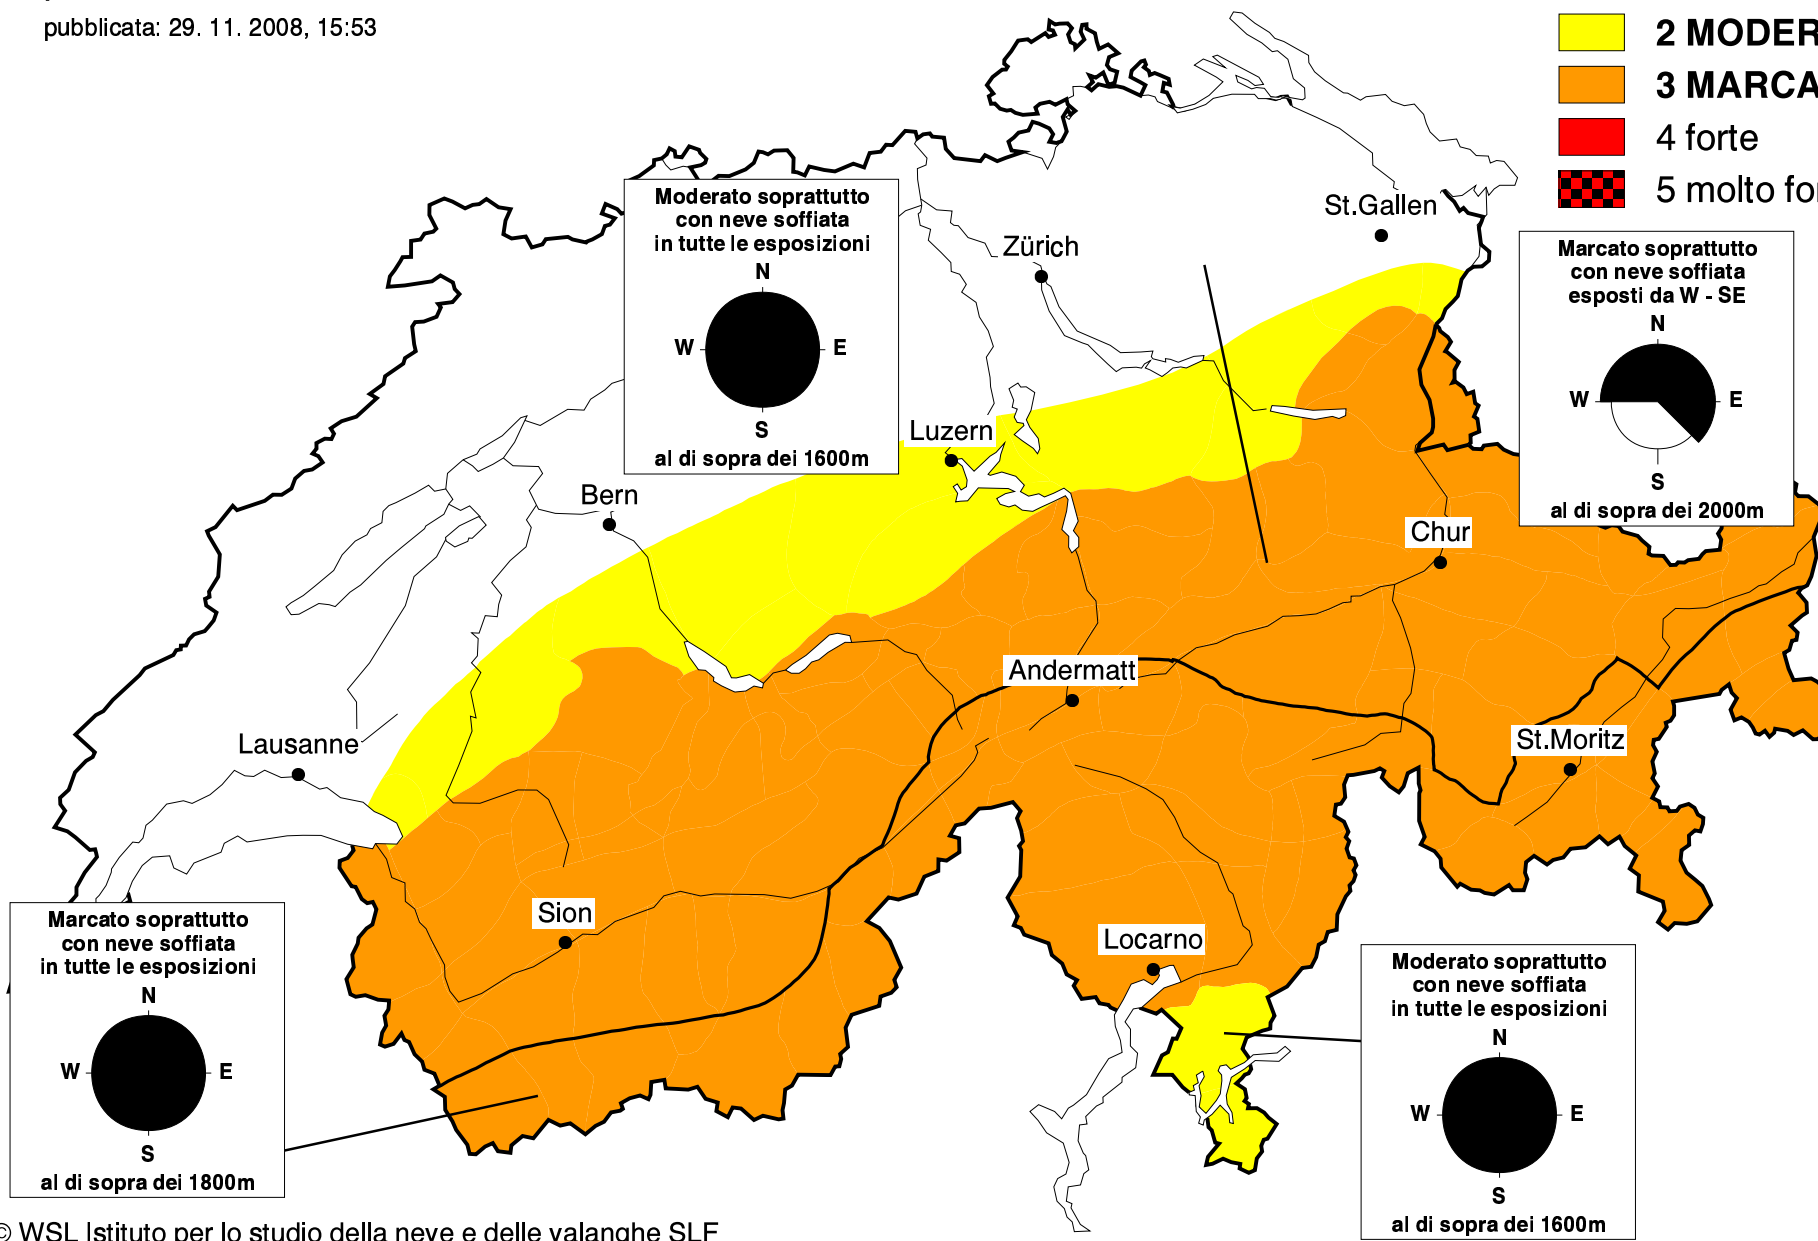 pubblicata: 29. 11. 2008, 15:53
2
3
4 forte
5 molto
St.Gallen
Zürich
Moderato soprattutto
con neve soffiata
in tutte le esposizioni
N
W E
S
al di sopra dei 1600m
Marcato soprattutto
con neve soffiata
esposti da W - SE
N
W E
S
al di sopra dei 2000m
Luzern
Bern
Chur
Andermatt
St.Moritz
Lausanne
Sion
Locarno
Marcato soprattutto
con neve soffiata
in tutte le esposizioni
N
W E
S
al di sopra dei 1800m
Moderato soprattutto
con neve soffiata
in tutte le esposizioni
N
W E
S
al di sopra dei 1600m
© WSL Istituto per lo studio della neve e delle valanghe SLF